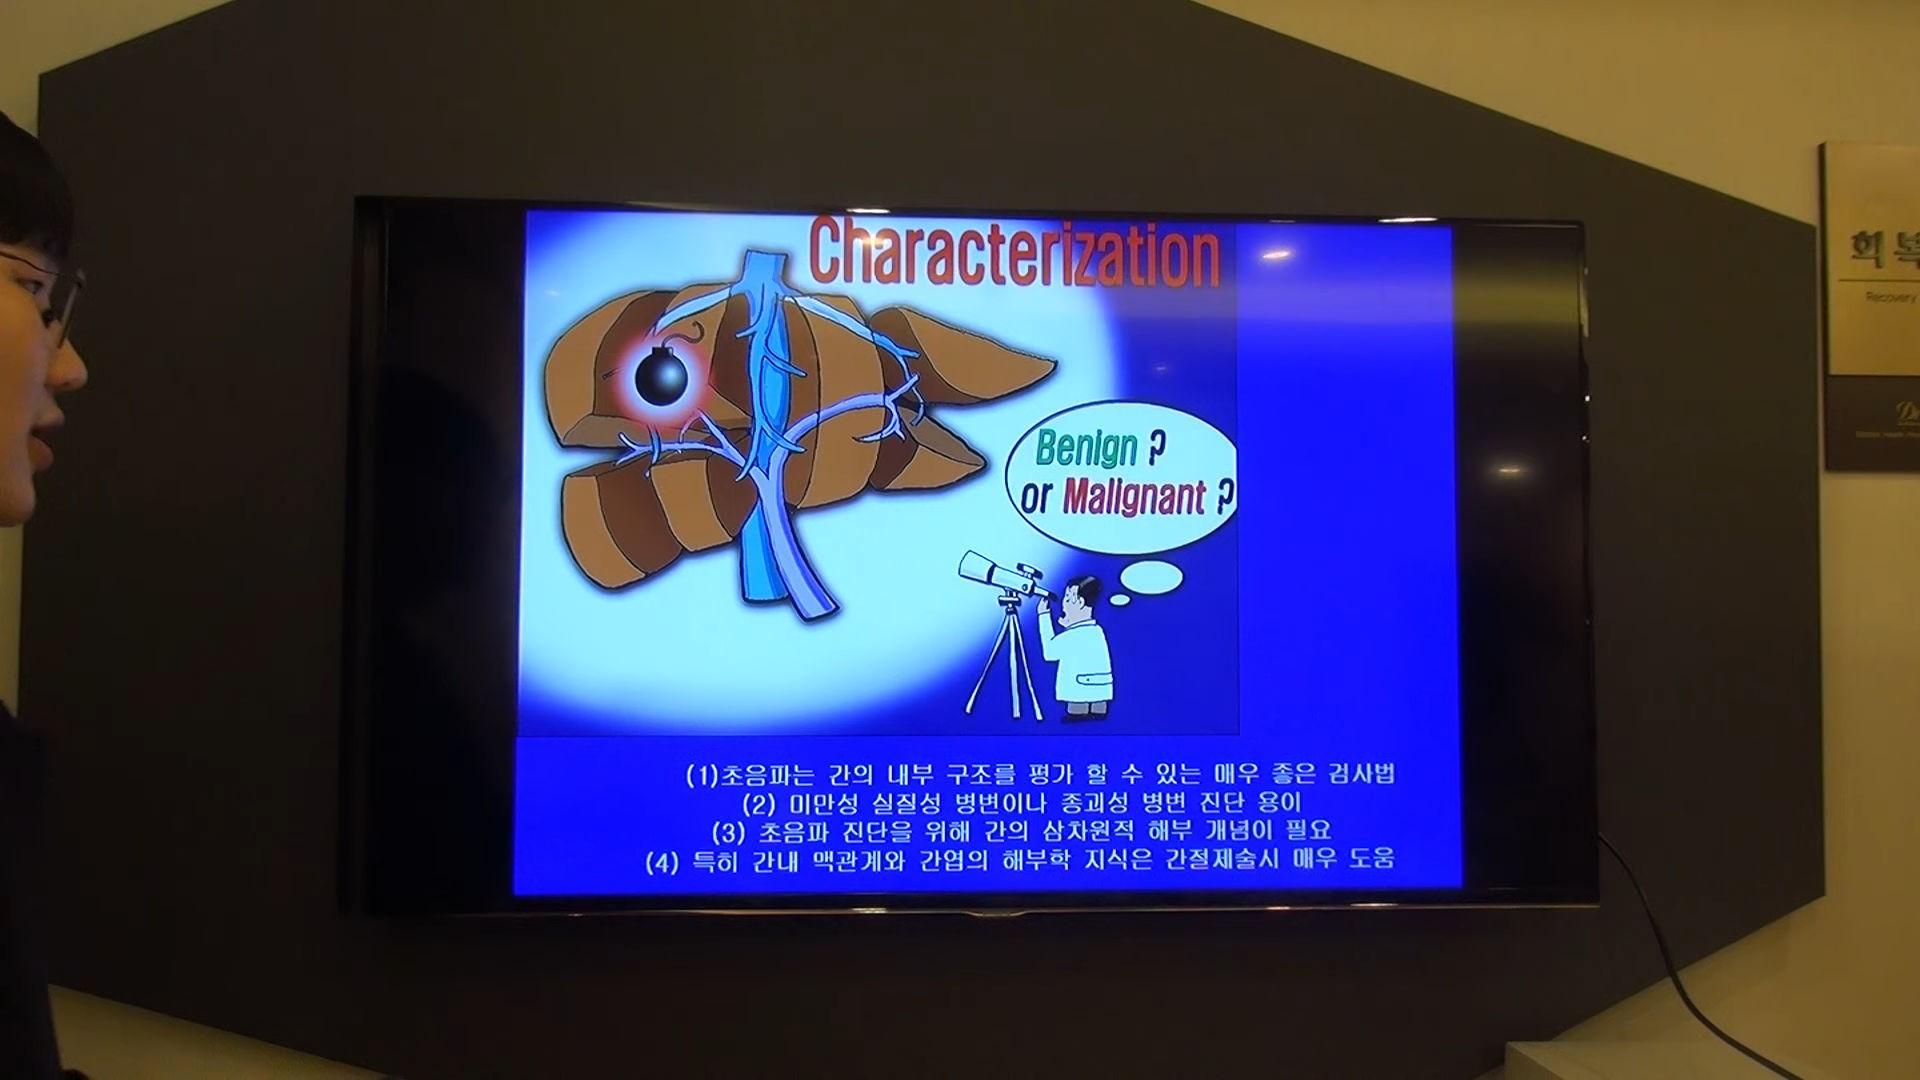 Characterization
Benign ?
or Malignant ?
(1)초음파는 간의 내부 구조를 평가 할 수 있는 매우 좋은 검사법
(2) 미만성 실질성 병변이나 종괴성 병변 진단 용이
(3) 초음파 진단을 위해 간의 삼차원적 해부 개념이 필요
(4) 특히 간내 맥관계와 간엽의 해부학 지식은 간절제술시 매우 도움
회복
Recovery